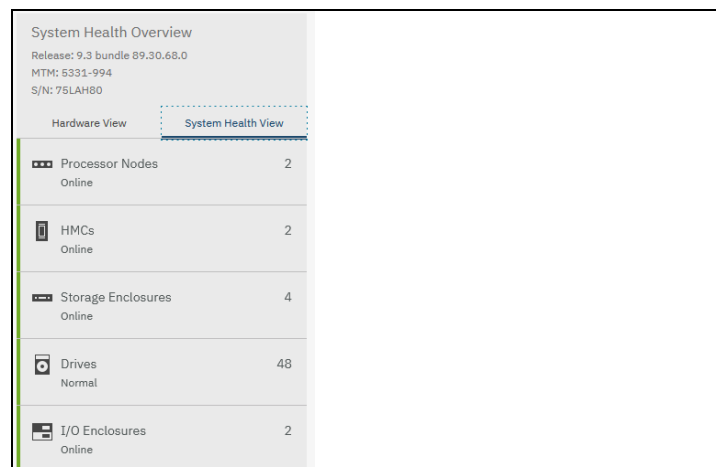 System Health Overview
Release: 9.3 bundle 89.30.68.0
MTM: 5331-994
S/N: 75LAH80
Hardware View System Health View
Processor Nodes 2
Online
HMCs 2
Online
Storage Enclosures 4
Online
Drives 48
Normal
I/O Enclosures 2
Online